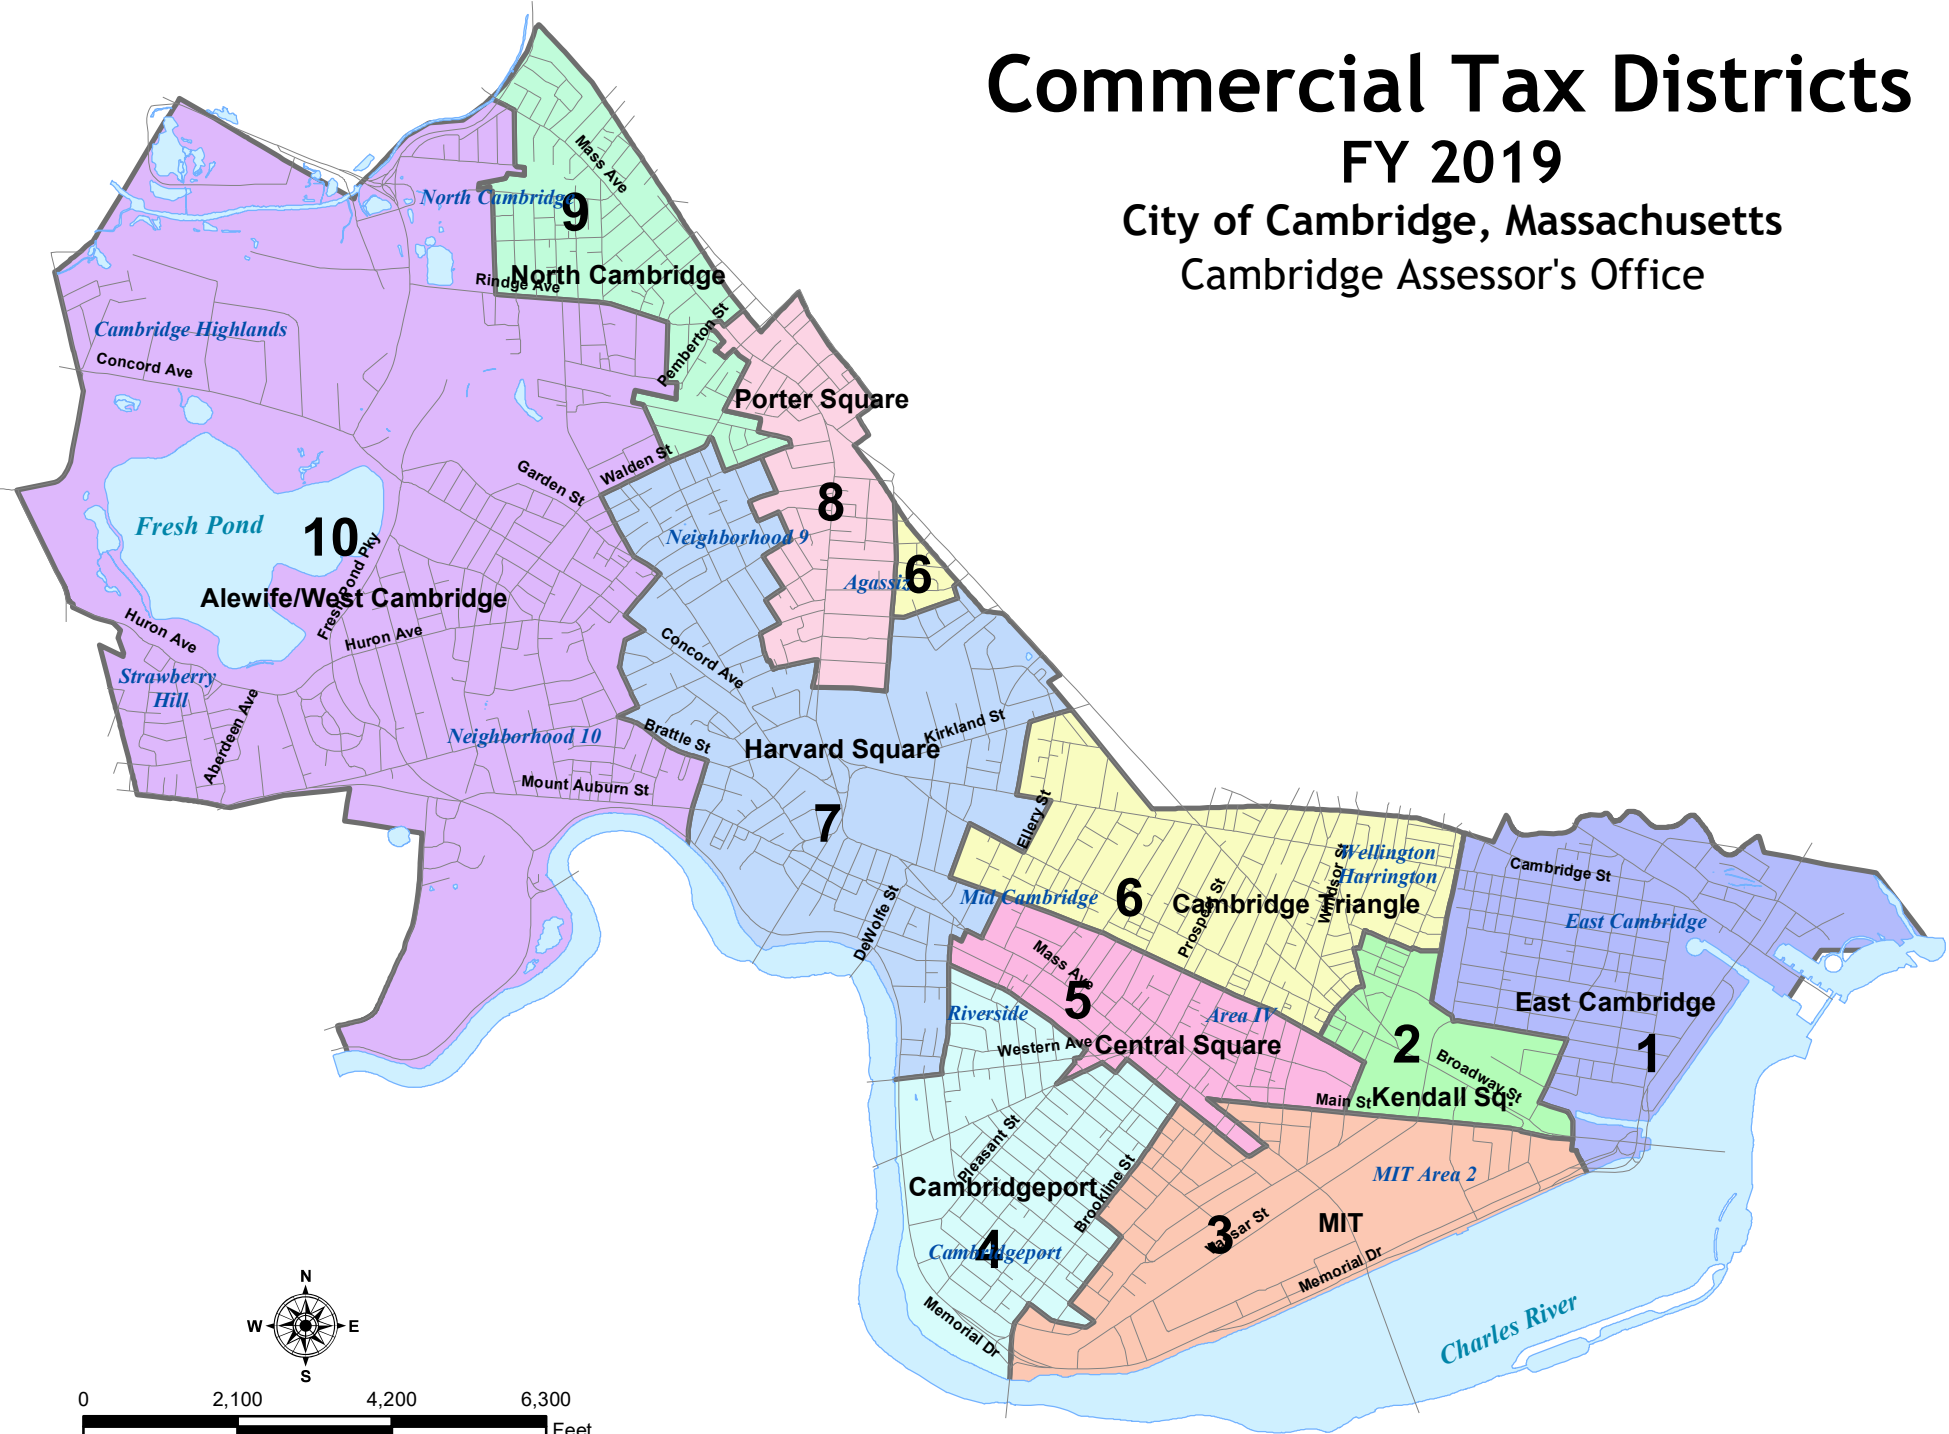 Commercial Tax Districts
FY 2019
City of Cambridge, Massachusetts
Cambridge Assessor's Office
Mass Ave
North Cambridge
9
North Cambridge
Rindge Ave
Cambridge Highlands
Concord Ave
Pemberton St
Porter Square
Walden St
Garden St
Fresh Pond
10
8
Neighborhood 9
Agassiz
6
Fresh Pond Pky
Alewife/West Cambridge
Huron Ave
Huron Ave
Concord Ave
Strawberry
Hill
Aberdeen Ave
Neighborhood 10
Brattle St
Harvard Square
Kirkland St
Mount Auburn St
7
Ellery St
Wellington
Harrington
Windsor St
Cambridge St
Mid Cambridge
6
Cambridge Triangle
Prospect St
DeWolfe St
East Cambridge
Mass Ave
5
Riverside
Area IV
East Cambridge
1
Western Ave
Central Square
2
Broadway St
Main St
Kendall Sq.
Pleasant St
MIT Area 2
Cambridgeport
Brookline St
3
Vassar St
MIT
4
Cambridgeport
Memorial Dr
Memorial Dr
Charles River
N
W
E
S
0
2,100
4,200
6,300
Feet